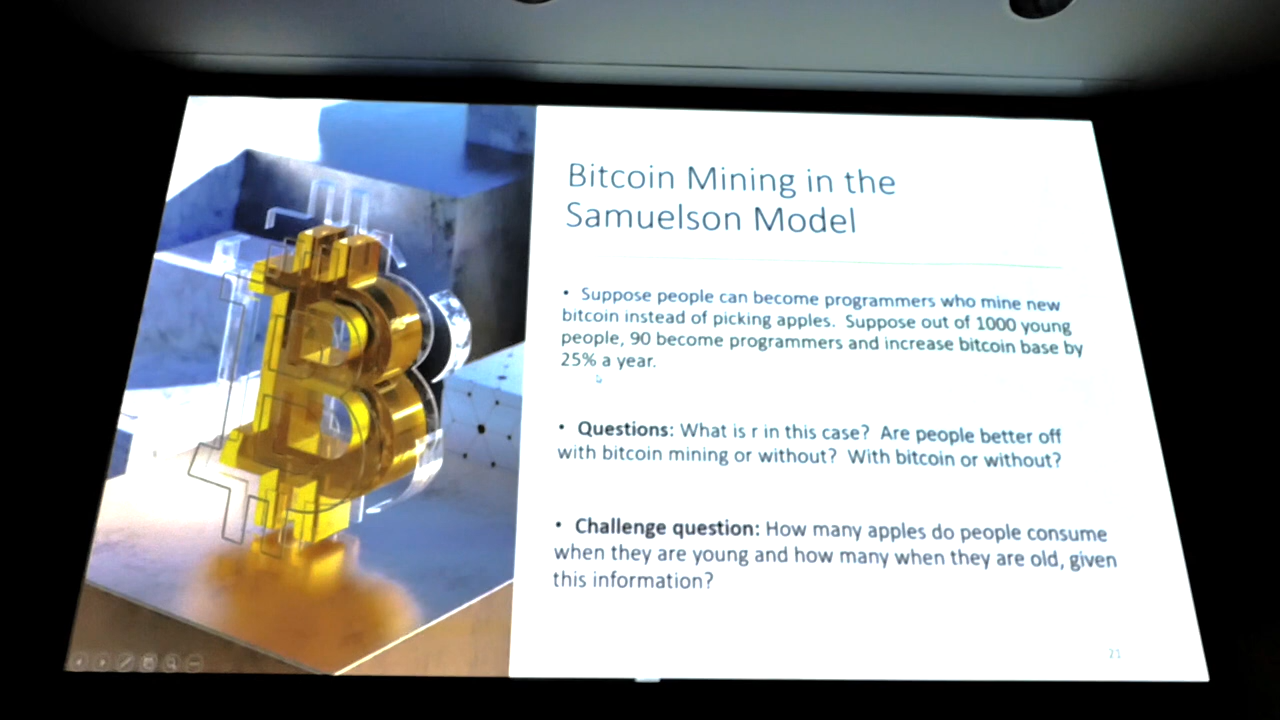 Bitcoin Mining in the
Samuelson Model
• Suppose people can become programmers who mine new
bitcoin instead of picking apples. Suppose out of 1000 young
people, 90 become programmers and increase bitcoin base by
25% a year.
• Questions: What is r in this case? Are people better off
with bitcoin mining or without? With bitcoin or without?
• Challenge question: How many apples do people consume
when they are young and how many when they are old, given
this information?
21